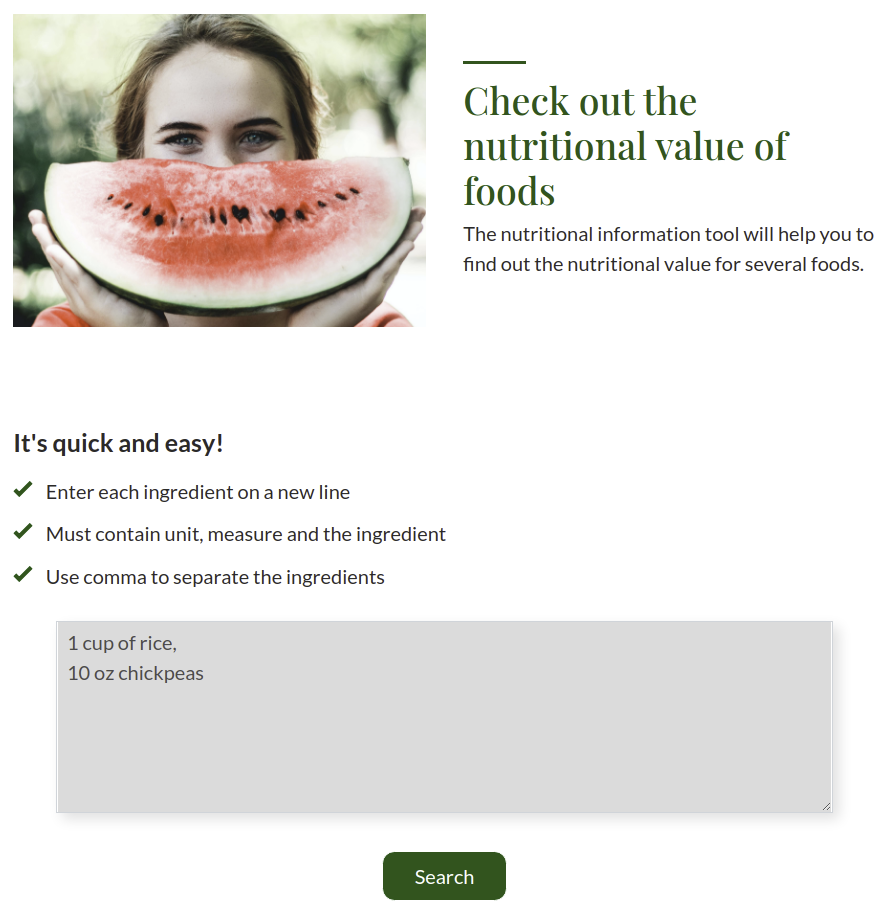 Check out the
nutritional value of
foods
The nutritional information tool will help you to
find out the nutritional value for several foods.
It's quick and easy!
Enter each ingredient on a new line
Must contain unit, measure and the ingredient
Use comma to separate the ingredients
1 cup of rice,
10 oz chickpeas
Search